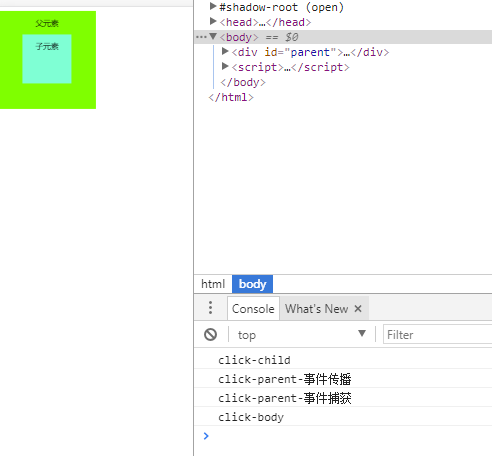 父元素
子元素
#shadow-root (open)
<head>…</head>
<body> == $0
<div id="parent">…</div>
<script>…</script>
</body>
</html>
html body
Console What's New ×
top Filter
click-child
click-parent-事件传播
click-parent-事件捕获
click-body
>